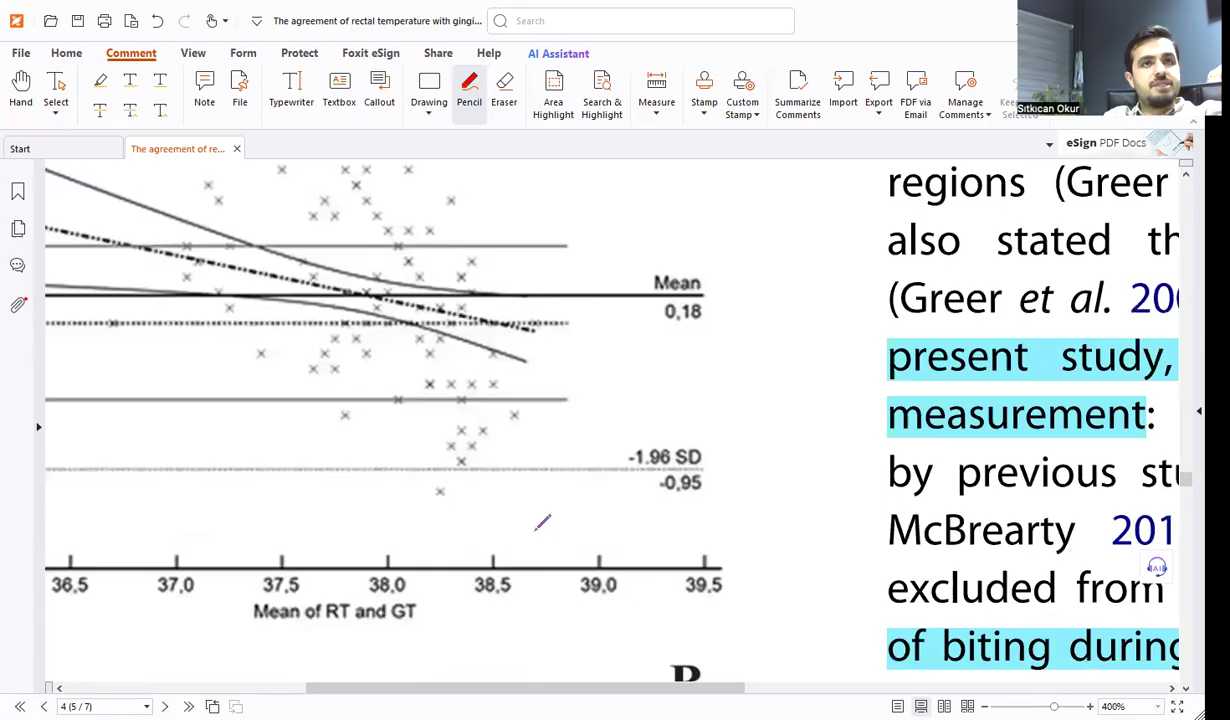 The agreement of rectal temperature with gingi...
Search
File Home Comment View Form Protect Foxit eSign Share Help AI Assistant
Hand Select Note File Typewriter Textbox Callout Drawing Pencil Eraser Area Highlight Search & Highlight Measure Stamp Custom Stamp Summarize Comments Import Export FDF via Email Manage Comments Keep Selected
Sıtkıcan Okur
Start
The agreement of re...
eSign PDF Docs
Mean
0,18
-1.96 SD
-0,95
36,5 37,0 37,5 38,0 38,5 39,0 39,5
Mean of RT and GT
B
regions (Greer
also stated th
(Greer et al. 200
present study,
measurement:
by previous stu
McBrearty 201
excluded from
of biting during
4 (5 / 7)
400%